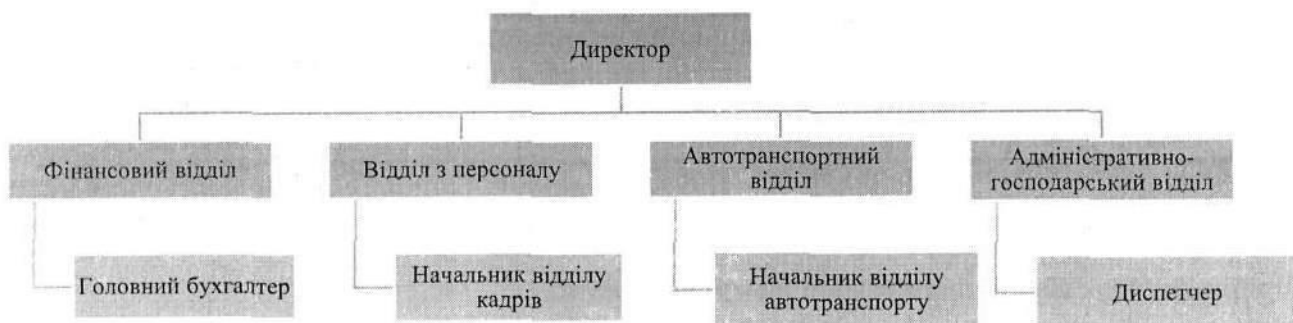 Директор
Фінансовий відділ
Відділ з персоналу
Автотранспортний
відділ
Адміністративно-
господарський відділ
Головний бухгалтер
Начальник відділу
кадрів
Начальник відділу
автотранспорту
Диспетчер